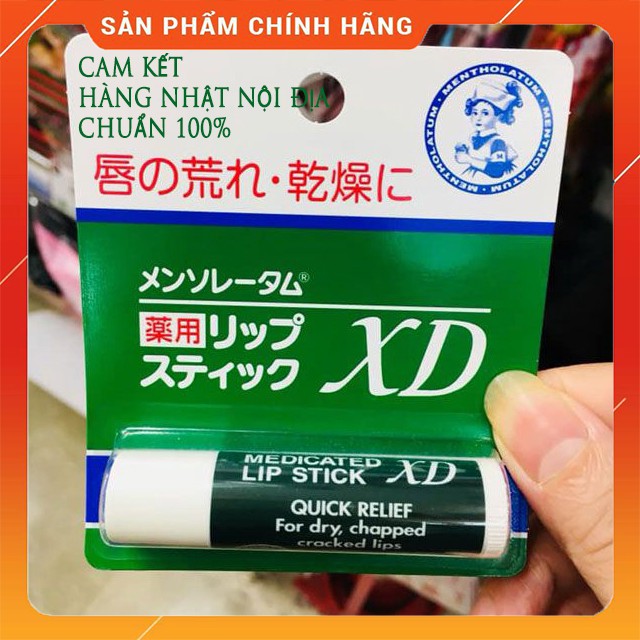 SẢN PHẨM CHÍNH HÃNG
CAM KẾT
HÀNG NHẬT NỘI ĐỊA
CHUẨN 100%
MENTHOLATUM · MENTHOLATUM · MENTHOLATUM
唇の荒れ・乾燥に
メンソレータム®
薬用リップ
スティック XD
MEDICATED
LIP STICK XD
QUICK RELIEF
For dry, chapped
cracked lips